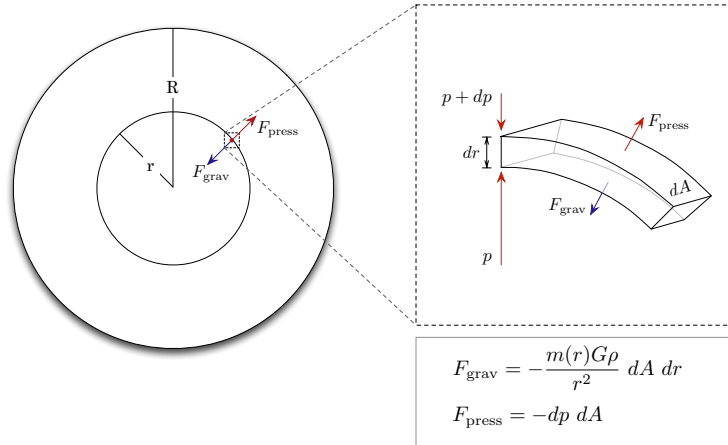 R
r
F_press
F_grav
p + dp
dr
p
F_press
F_grav
dA
F_grav = −m(r)Gρ/r² dA dr
F_press = −dp dA